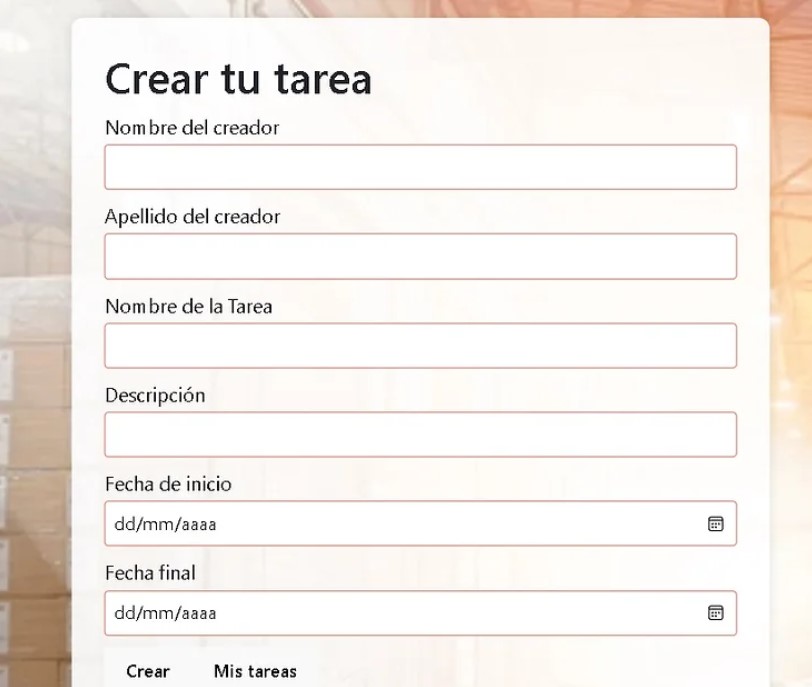 Crear tu tarea
Nombre del creador
Apellido del creador
Nombre de la Tarea
Descripción
Fecha de inicio
dd/mm/aaaa
Fecha final
dd/mm/aaaa
Crear Mis tareas